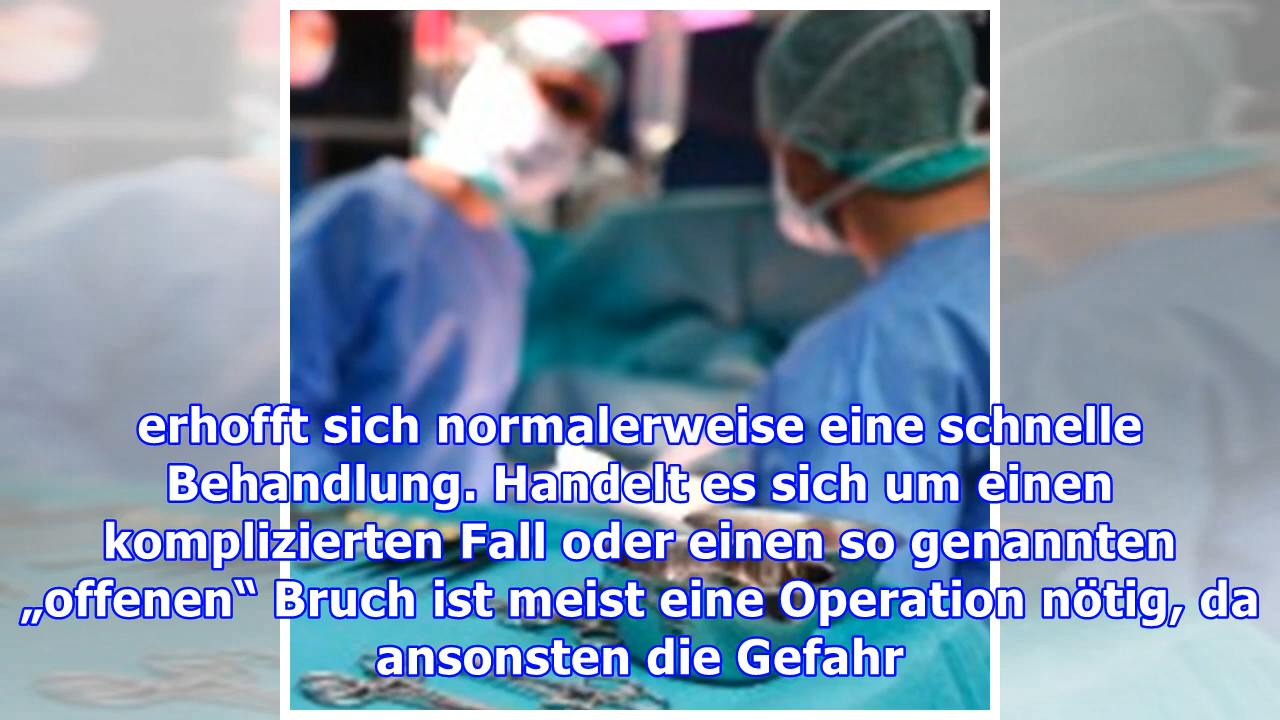 erhofft sich normalerweise eine schnelle
Behandlung. Handelt es sich um einen
komplizierten Fall oder einen so genannten
„offenen“ Bruch ist meist eine Operation nötig, da
ansonsten die Gefahr